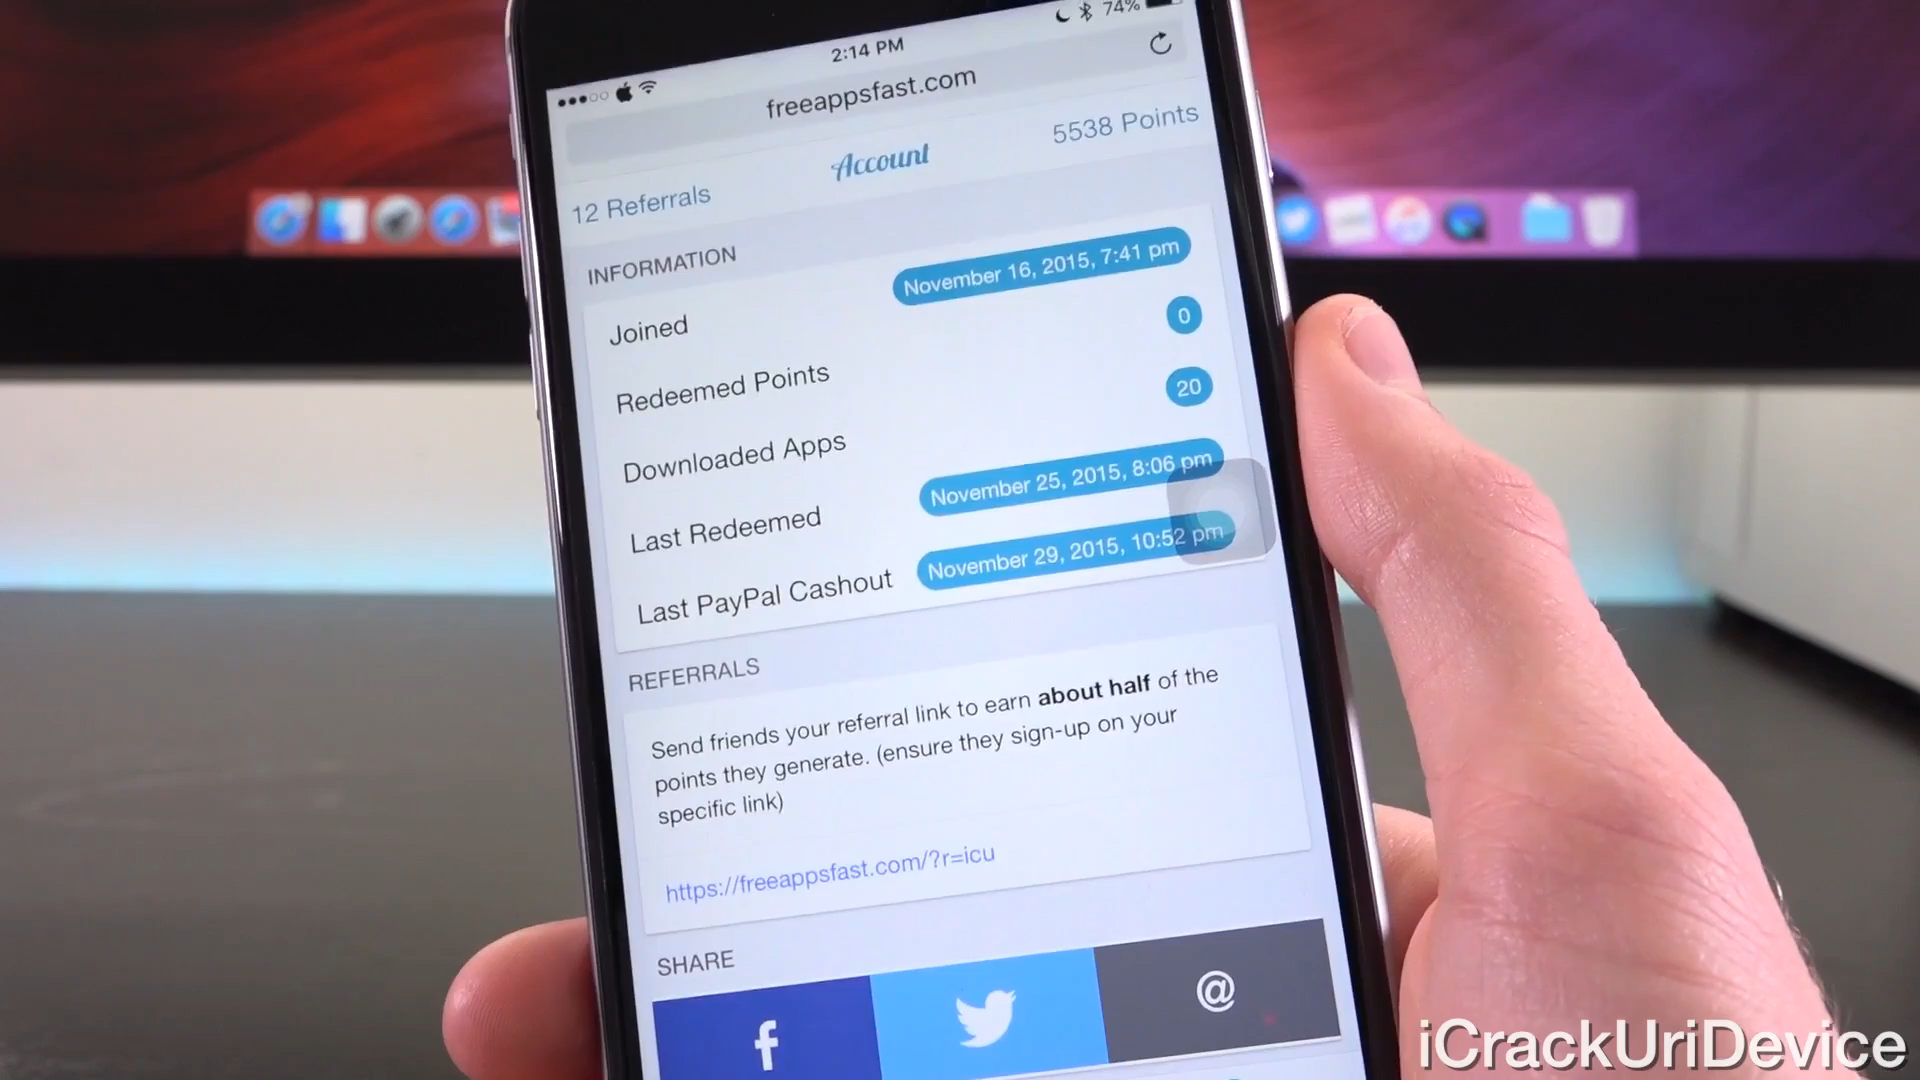 2:14 PM
74%
freeappsfast.com
12 Referrals
Account
5538 Points
INFORMATION
Joined
November 16, 2015, 7:41 pm
Redeemed Points
0
Downloaded Apps
20
Last Redeemed
November 25, 2015, 8:06 pm
Last PayPal Cashout
November 29, 2015, 10:52 pm
REFERRALS
Send friends your referral link to earn about half of the
points they generate. (ensure they sign-up on your
specific link)
https://freeappsfast.com/?r=icu
SHARE
f
@
iCrackUriDevice